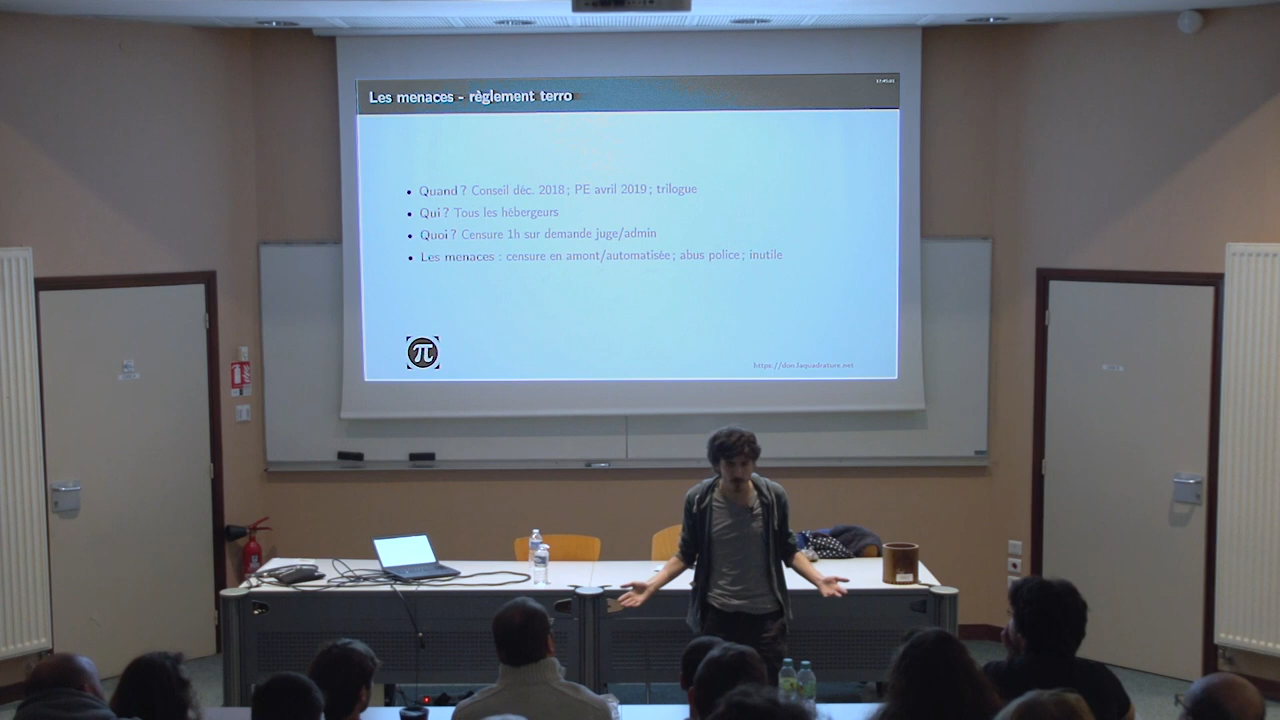 Les menaces - règlement terro
• Quand ? Conseil déc. 2018 ; PE avril 2019 ; trilogue
• Qui ? Tous les hébergeurs
• Quoi ? Censure 1h sur demande juge/admin
• Les menaces : censure en amont/automatisée ; abus police ; inutile
π
https://don.laquadrature.net